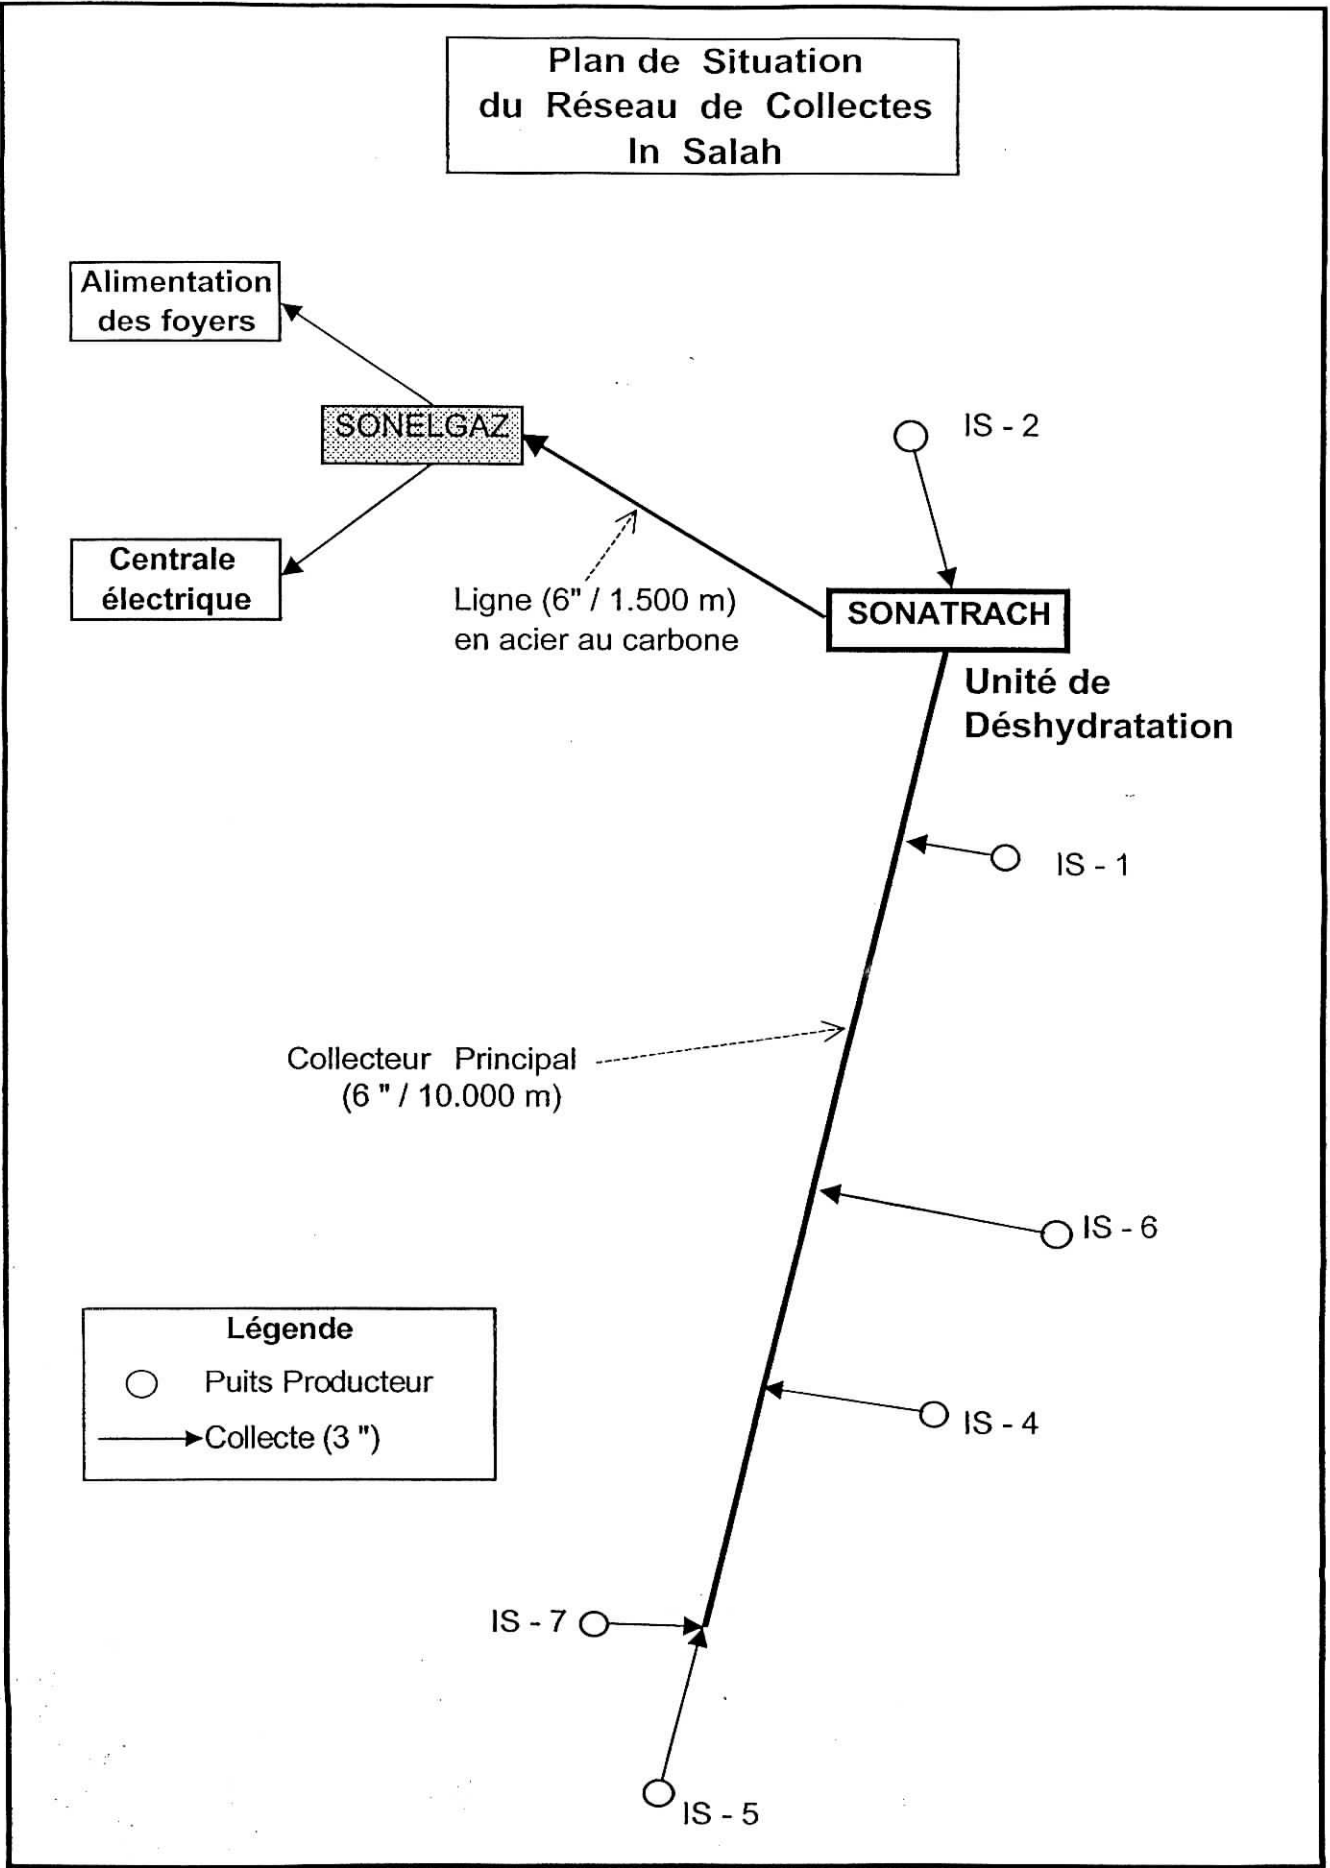 Plan de Situation
du Réseau de Collectes
In Salah
Alimentation
des foyers
SONELGAZ
IS - 2
Centrale
électrique
Ligne (6" / 1.500 m)
en acier au carbone
SONATRACH
Unité de
Déshydratation
IS - 1
Collecteur Principal
(6 " / 10.000 m)
IS - 6
Légende
Puits Producteur
Collecte (3 ")
IS - 4
IS - 7
IS - 5